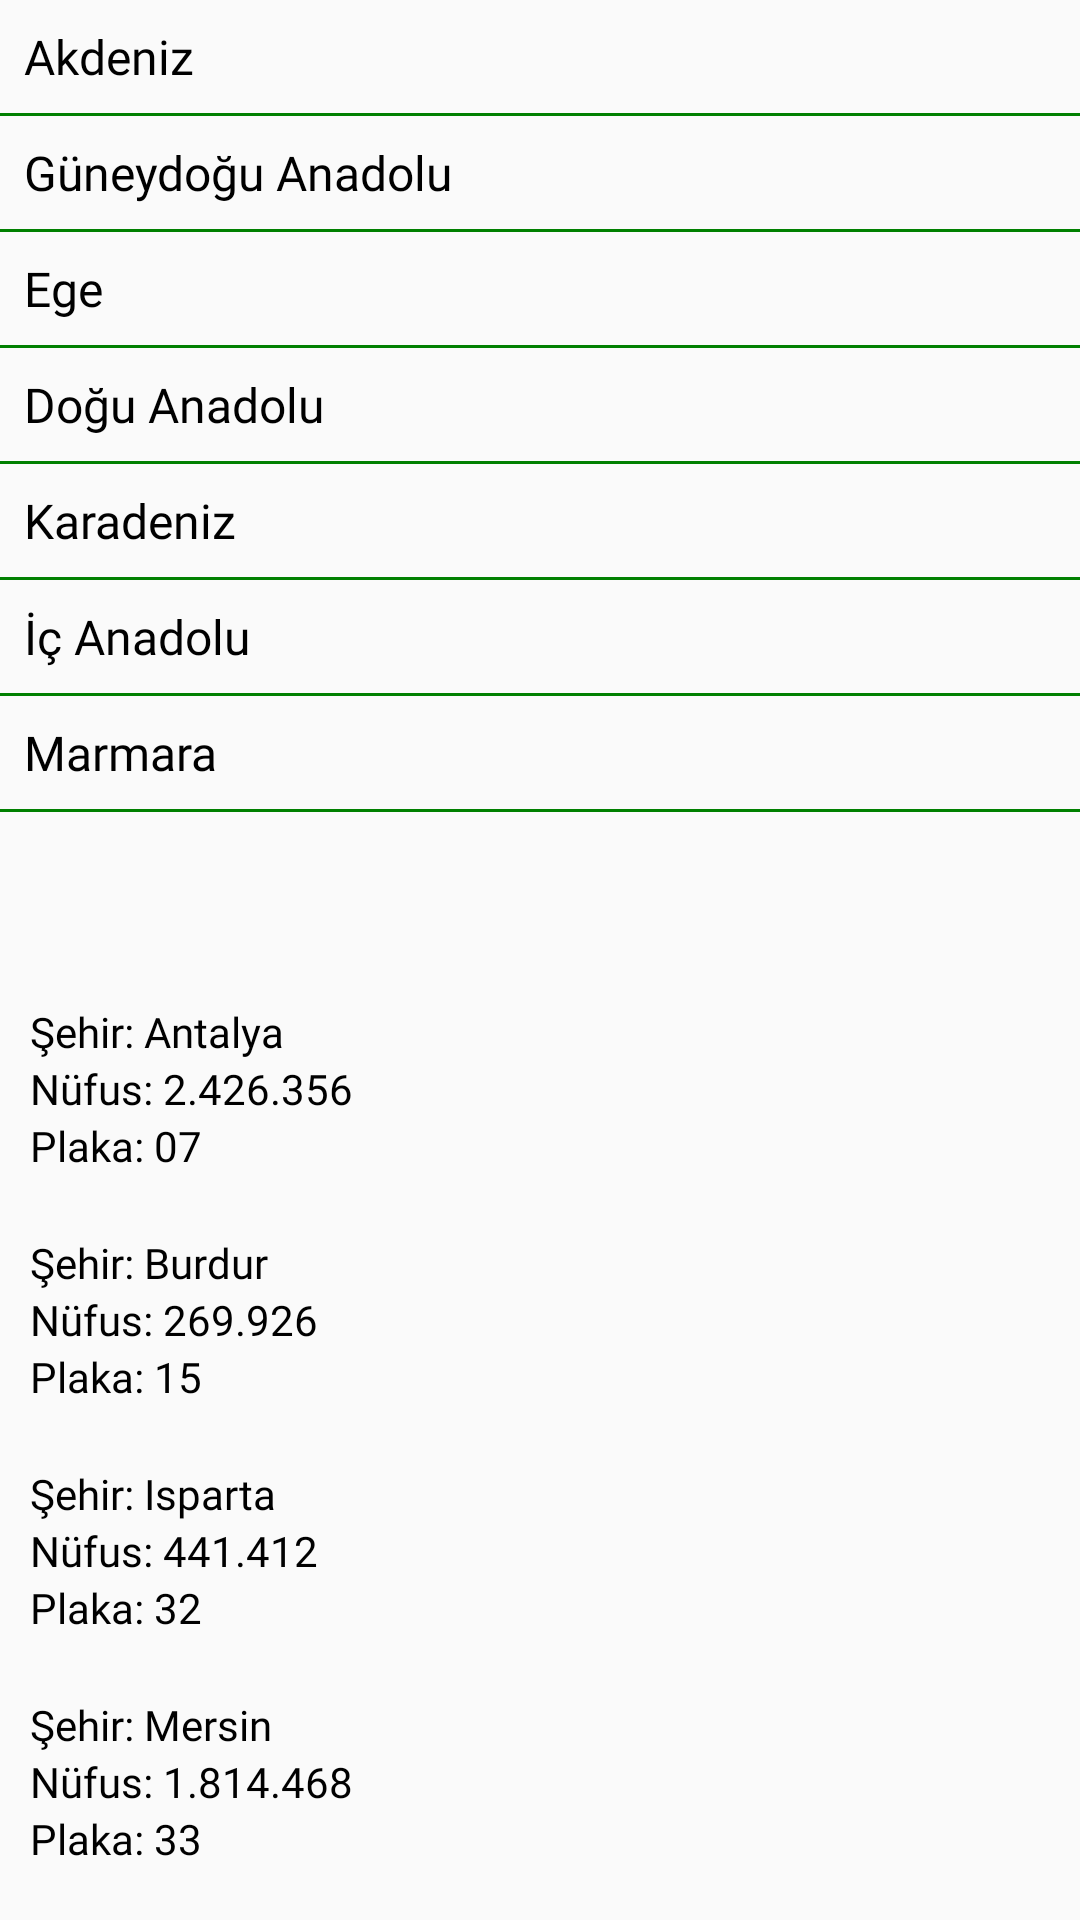 Akdeniz
Güneydoğu Anadolu
Ege
Doğu Anadolu
Karadeniz
İç Anadolu
Marmara
Şehir: Antalya
Nüfus: 2.426.356
Plaka: 07
Şehir: Burdur
Nüfus: 269.926
Plaka: 15
Şehir: Isparta
Nüfus: 441.412
Plaka: 32
Şehir: Mersin
Nüfus: 1.814.468
Plaka: 33